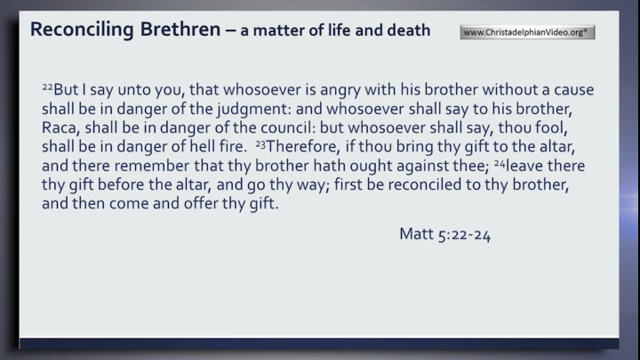 Reconciling Brethren – a matter of life and death
www.ChristadelphianVideo.org®
²²But I say unto you, that whosoever is angry with his brother without a cause
shall be in danger of the judgment: and whosoever shall say to his brother,
Raca, shall be in danger of the council: but whosoever shall say, thou fool,
shall be in danger of hell fire. ²³Therefore, if thou bring thy gift to the altar,
and there remember that thy brother hath ought against thee; ²⁴leave there
thy gift before the altar, and go thy way; first be reconciled to thy brother,
and then come and offer thy gift.
Matt 5:22-24